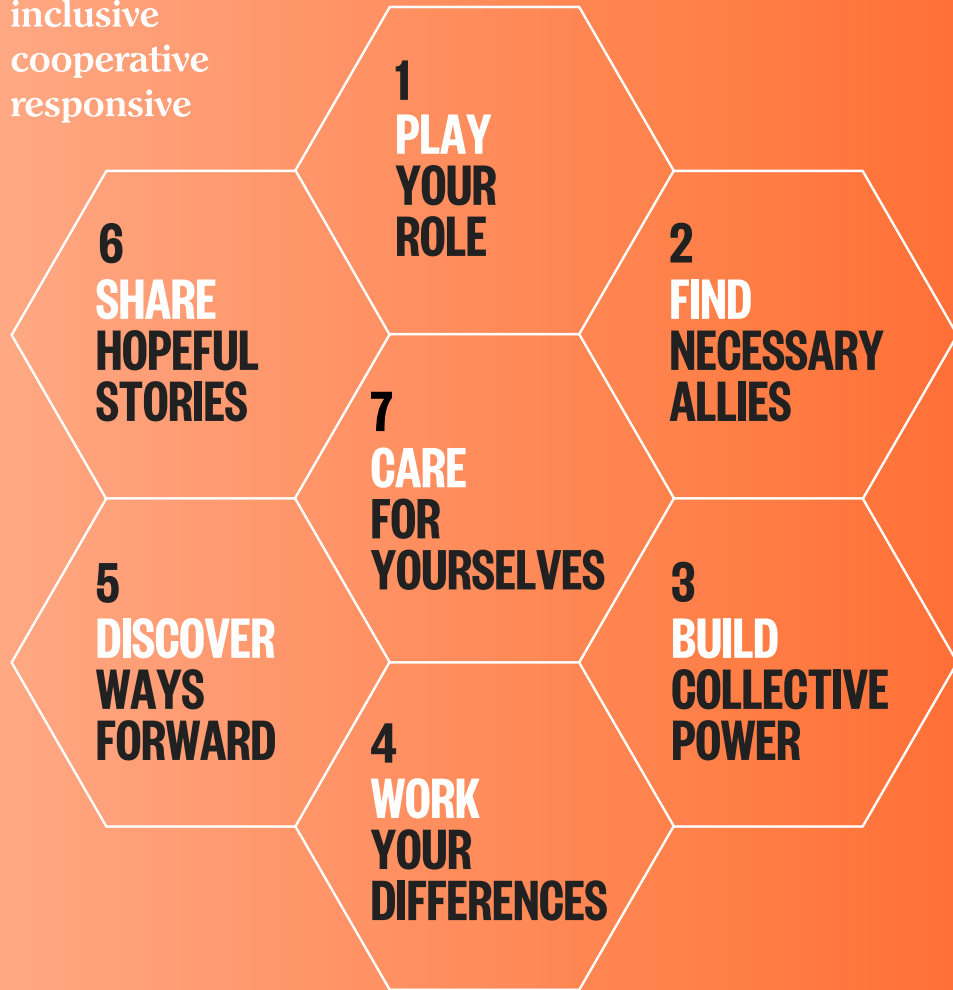 inclusive
cooperative
responsive
1
PLAY
YOUR
ROLE
2
FIND
NECESSARY
ALLIES
3
BUILD
COLLECTIVE
POWER
4
WORK
YOUR
DIFFERENCES
5
DISCOVER
WAYS
FORWARD
6
SHARE
HOPEFUL
STORIES
7
CARE
FOR
YOURSELVES